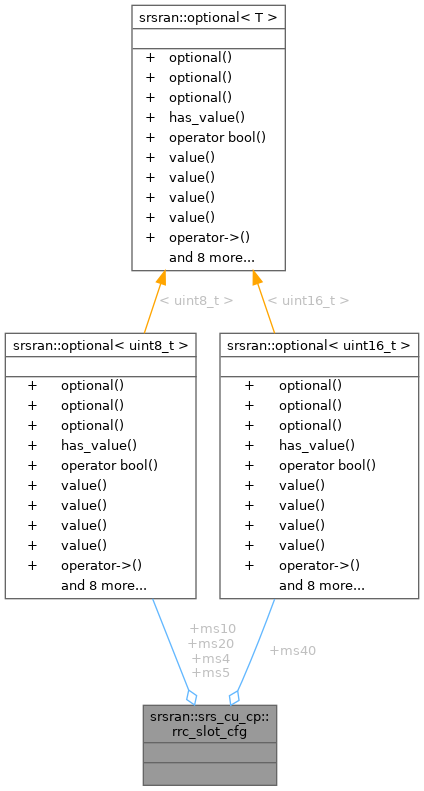 srsran::optional< T >
+ optional()
+ optional()
+ optional()
+ has_value()
+ operator bool()
+ value()
+ value()
+ value()
+ value()
+ operator->()
and 8 more...
< uint8_t >
< uint16_t >
srsran::optional< uint8_t >
+ optional()
+ optional()
+ optional()
+ has_value()
+ operator bool()
+ value()
+ value()
+ value()
+ value()
+ operator->()
and 8 more...
srsran::optional< uint16_t >
+ optional()
+ optional()
+ optional()
+ has_value()
+ operator bool()
+ value()
+ value()
+ value()
+ value()
+ operator->()
and 8 more...
+ms10
+ms20
+ms4
+ms5
+ms40
srsran::srs_cu_cp::
rrc_slot_cfg